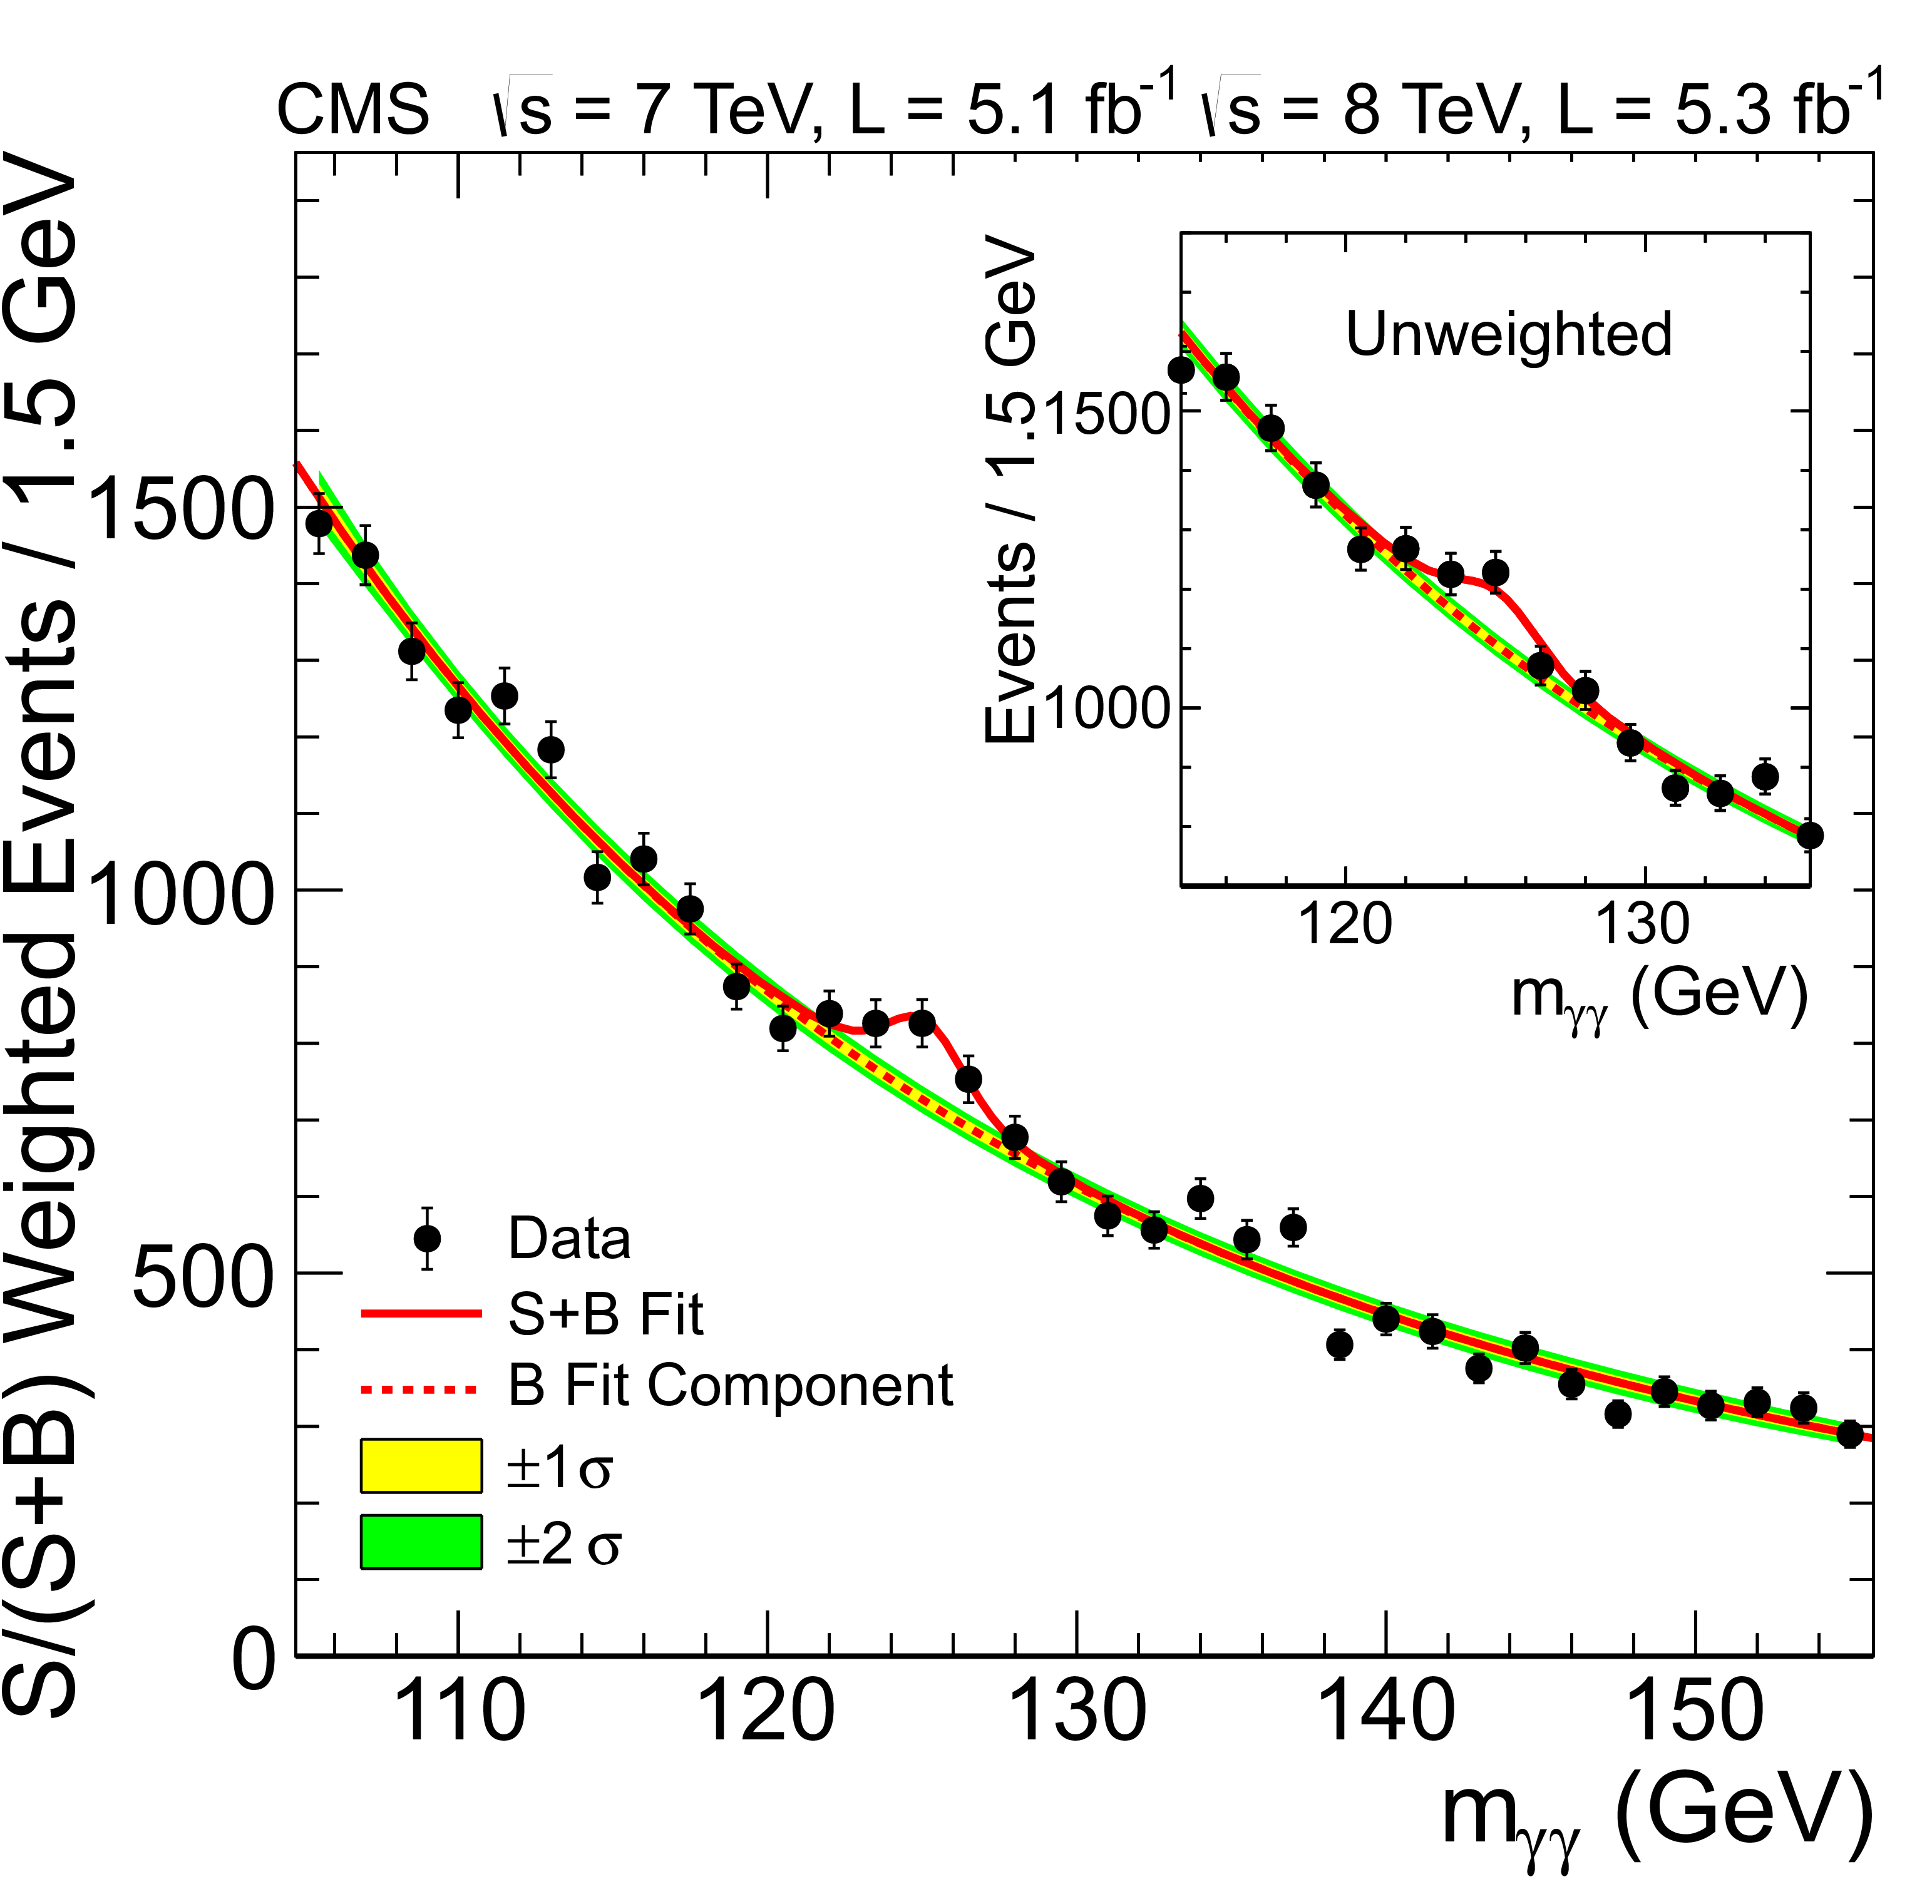 CMS √s = 7 TeV, L = 5.1 fb⁻¹ √s = 8 TeV, L = 5.3 fb⁻¹
S/(S+B) Weighted Events / 1.5 GeV
1500
1000
500
0
Events / 1.5 GeV
Unweighted
1500
1000
120 130
mγγ (GeV)
Data
S+B Fit
B Fit Component
±1σ
±2 σ
110 120 130 140 150
mγγ (GeV)